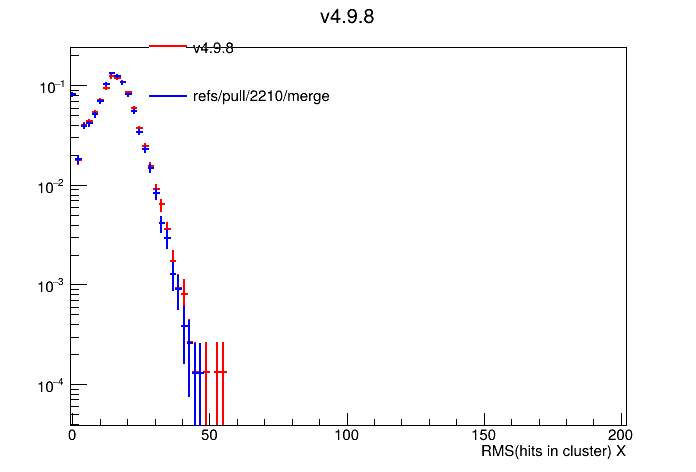 v4.9.8
v4.9.8
refs/pull/2210/merge
10⁻¹
10⁻²
10⁻³
10⁻⁴
0 50 100 150 200
RMS(hits in cluster) X